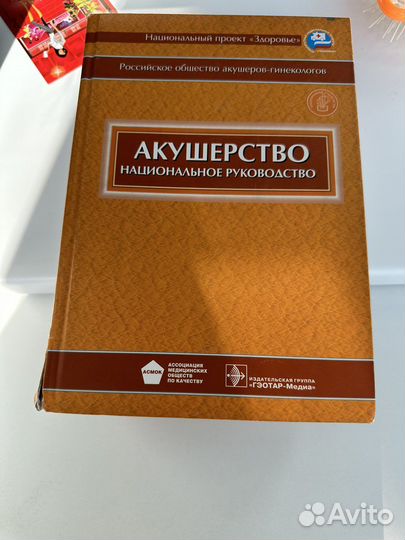 Национальный проект «Здоровье»
Российское общество акушеров-гинекологов
АКУШЕРСТВО
НАЦИОНАЛЬНОЕ РУКОВОДСТВО
АСМОК
АССОЦИАЦИЯ
МЕДИЦИНСКИХ
ОБЩЕСТВ
ПО КАЧЕСТВУ
ИЗДАТЕЛЬСКАЯ ГРУППА
«ГЭОТАР-Медиа»
Avito